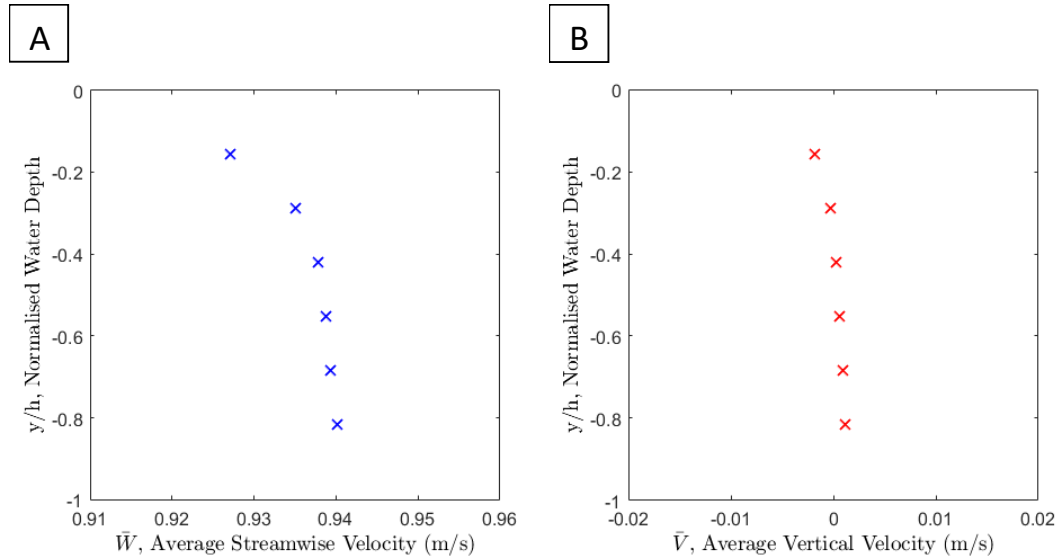 A
B
0
-0.2
-0.4
-0.6
-0.8
-1
y/h, Normalised Water Depth
0.91 0.92 0.93 0.94 0.95 0.96
W̄, Average Streamwise Velocity (m/s)
0
-0.2
-0.4
-0.6
-0.8
-1
y/h, Normalised Water Depth
-0.02 -0.01 0 0.01 0.02
V̄, Average Vertical Velocity (m/s)